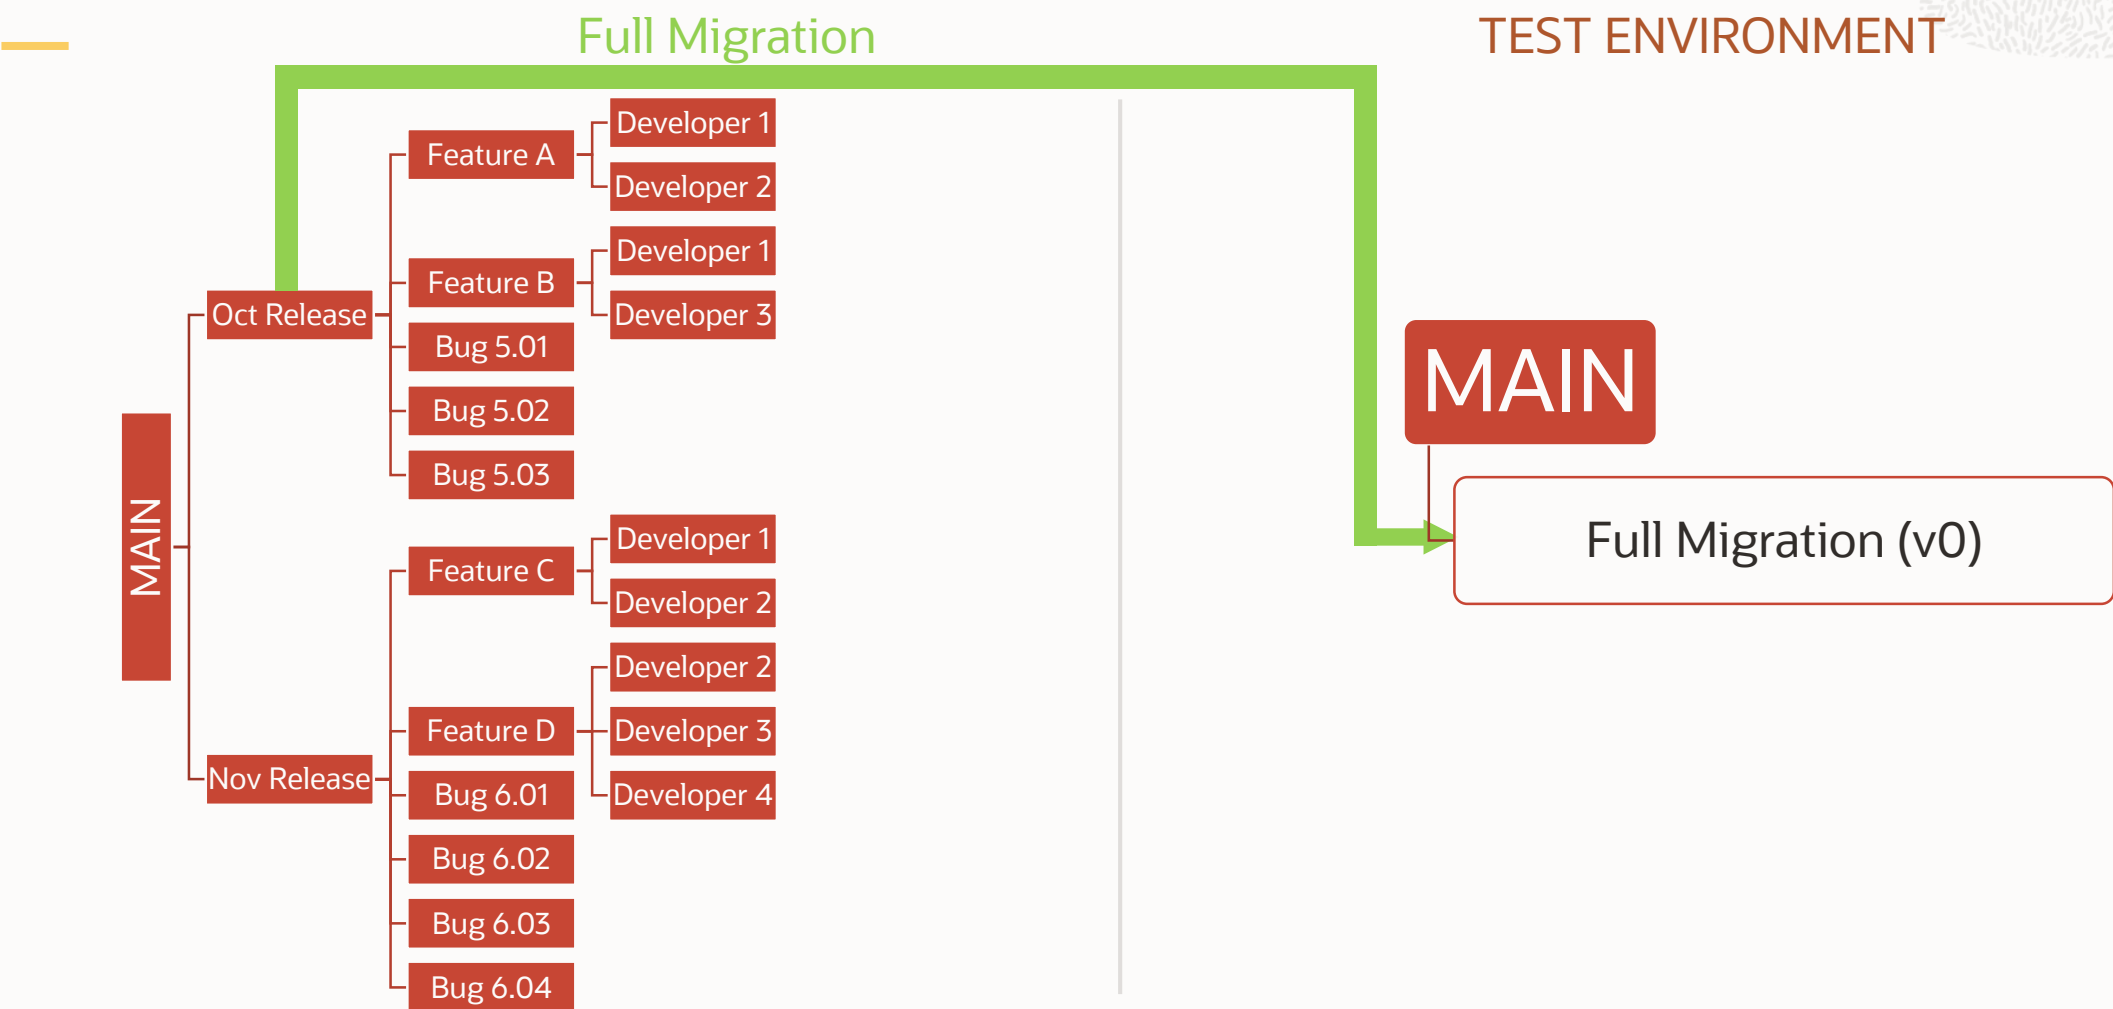 Full Migration
TEST ENVIRONMENT
MAIN
Oct Release
Feature A
Developer 1
Developer 2
Feature B
Developer 1
Developer 3
Bug 5.01
Bug 5.02
Bug 5.03
Nov Release
Feature C
Developer 1
Developer 2
Feature D
Developer 2
Developer 3
Developer 4
Bug 6.01
Bug 6.02
Bug 6.03
Bug 6.04
MAIN
Full Migration (v0)